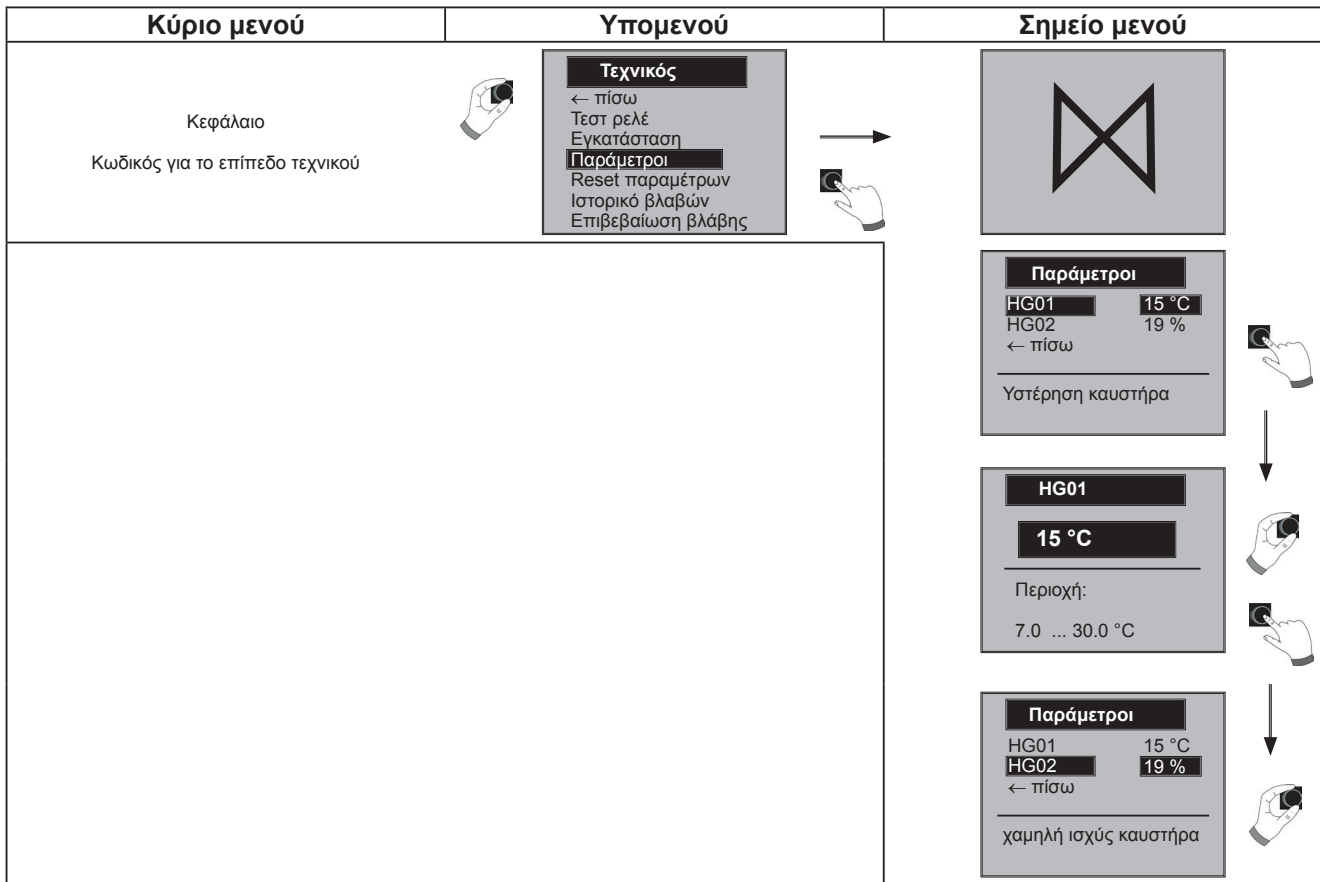 Κύριο μενού
Υπομενού
Σημείο μενού
Κεφάλαιο
Κωδικός για το επίπεδο τεχνικού
Τεχνικός
← πίσω
Τεστ ρελέ
Εγκατάσταση
Παράμετροι
Reset παραμέτρων
Ιστορικό βλαβών
Επιβεβαίωση βλάβης
Παράμετροι
HG01 15 °C
HG02 19 %
← πίσω
Υστέρηση καυστήρα
HG01
15 °C
Περιοχή:
7.0 ... 30.0 °C
Παράμετροι
HG01 15 °C
HG02 19 %
← πίσω
χαμηλή ισχύς καυστήρα